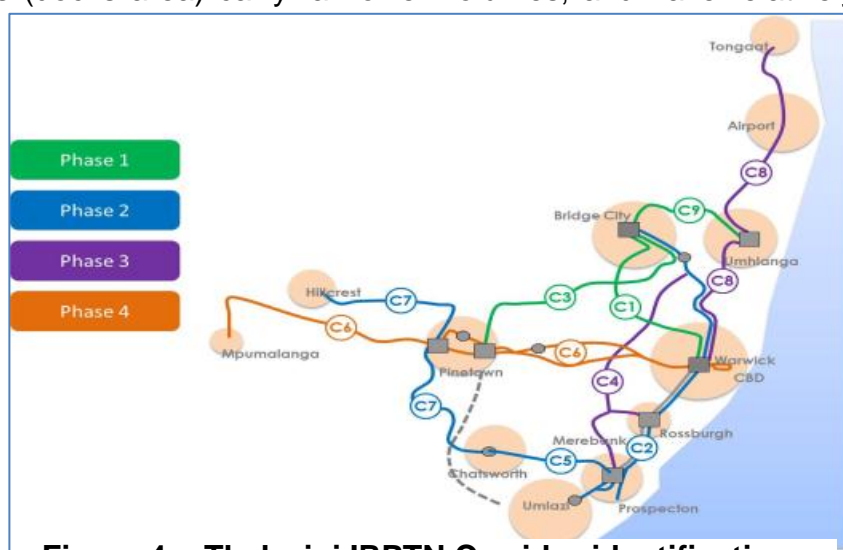 Tongaat
Phase 1
Airport
Phase 2
C8
Bridge City
C9
Phase 3
Umhlanga
C8
Phase 4
Hillcrest
C7
C3
C1
C6
C6
Mpumalanga
Pinetown
Warwick
CBD
C4
C7
Rossburgh
Merebank
C2
C5
Chatsworth
Umlazi
Prospecton